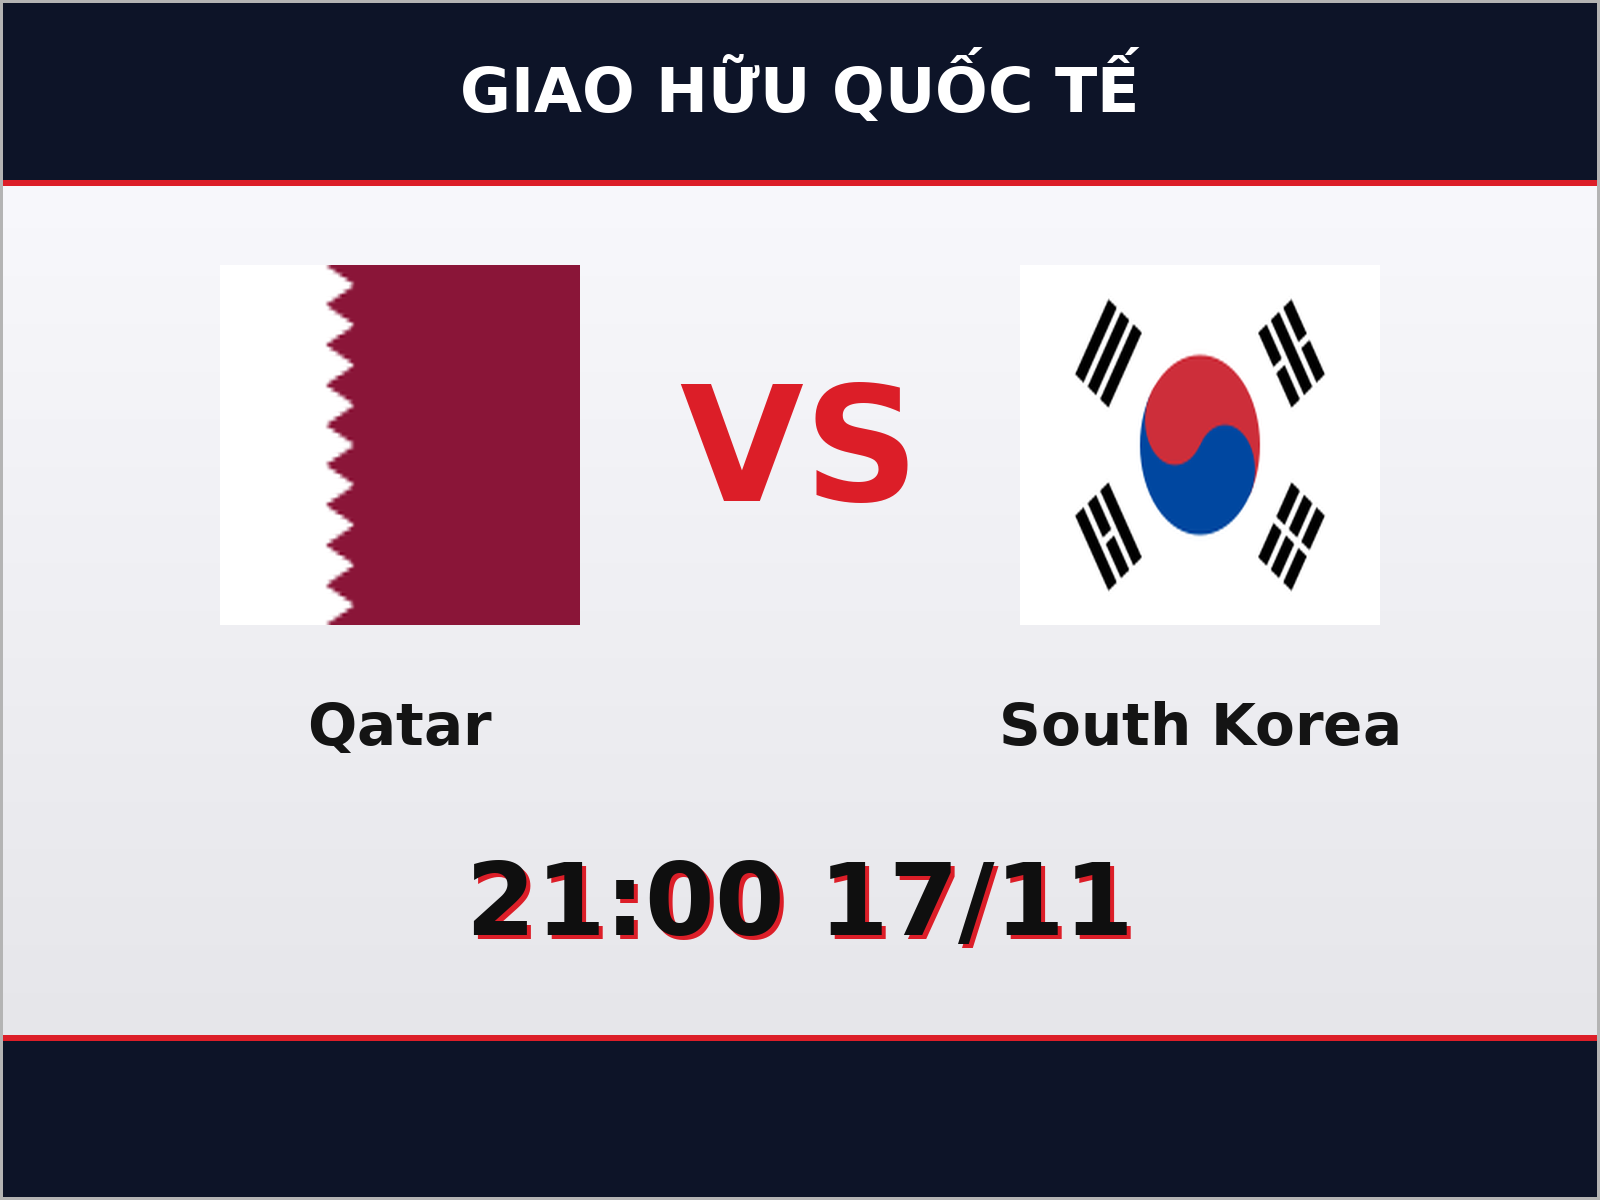 GIAO HỮU QUỐC TẾ
VS
Qatar
South Korea
21:00 17/11